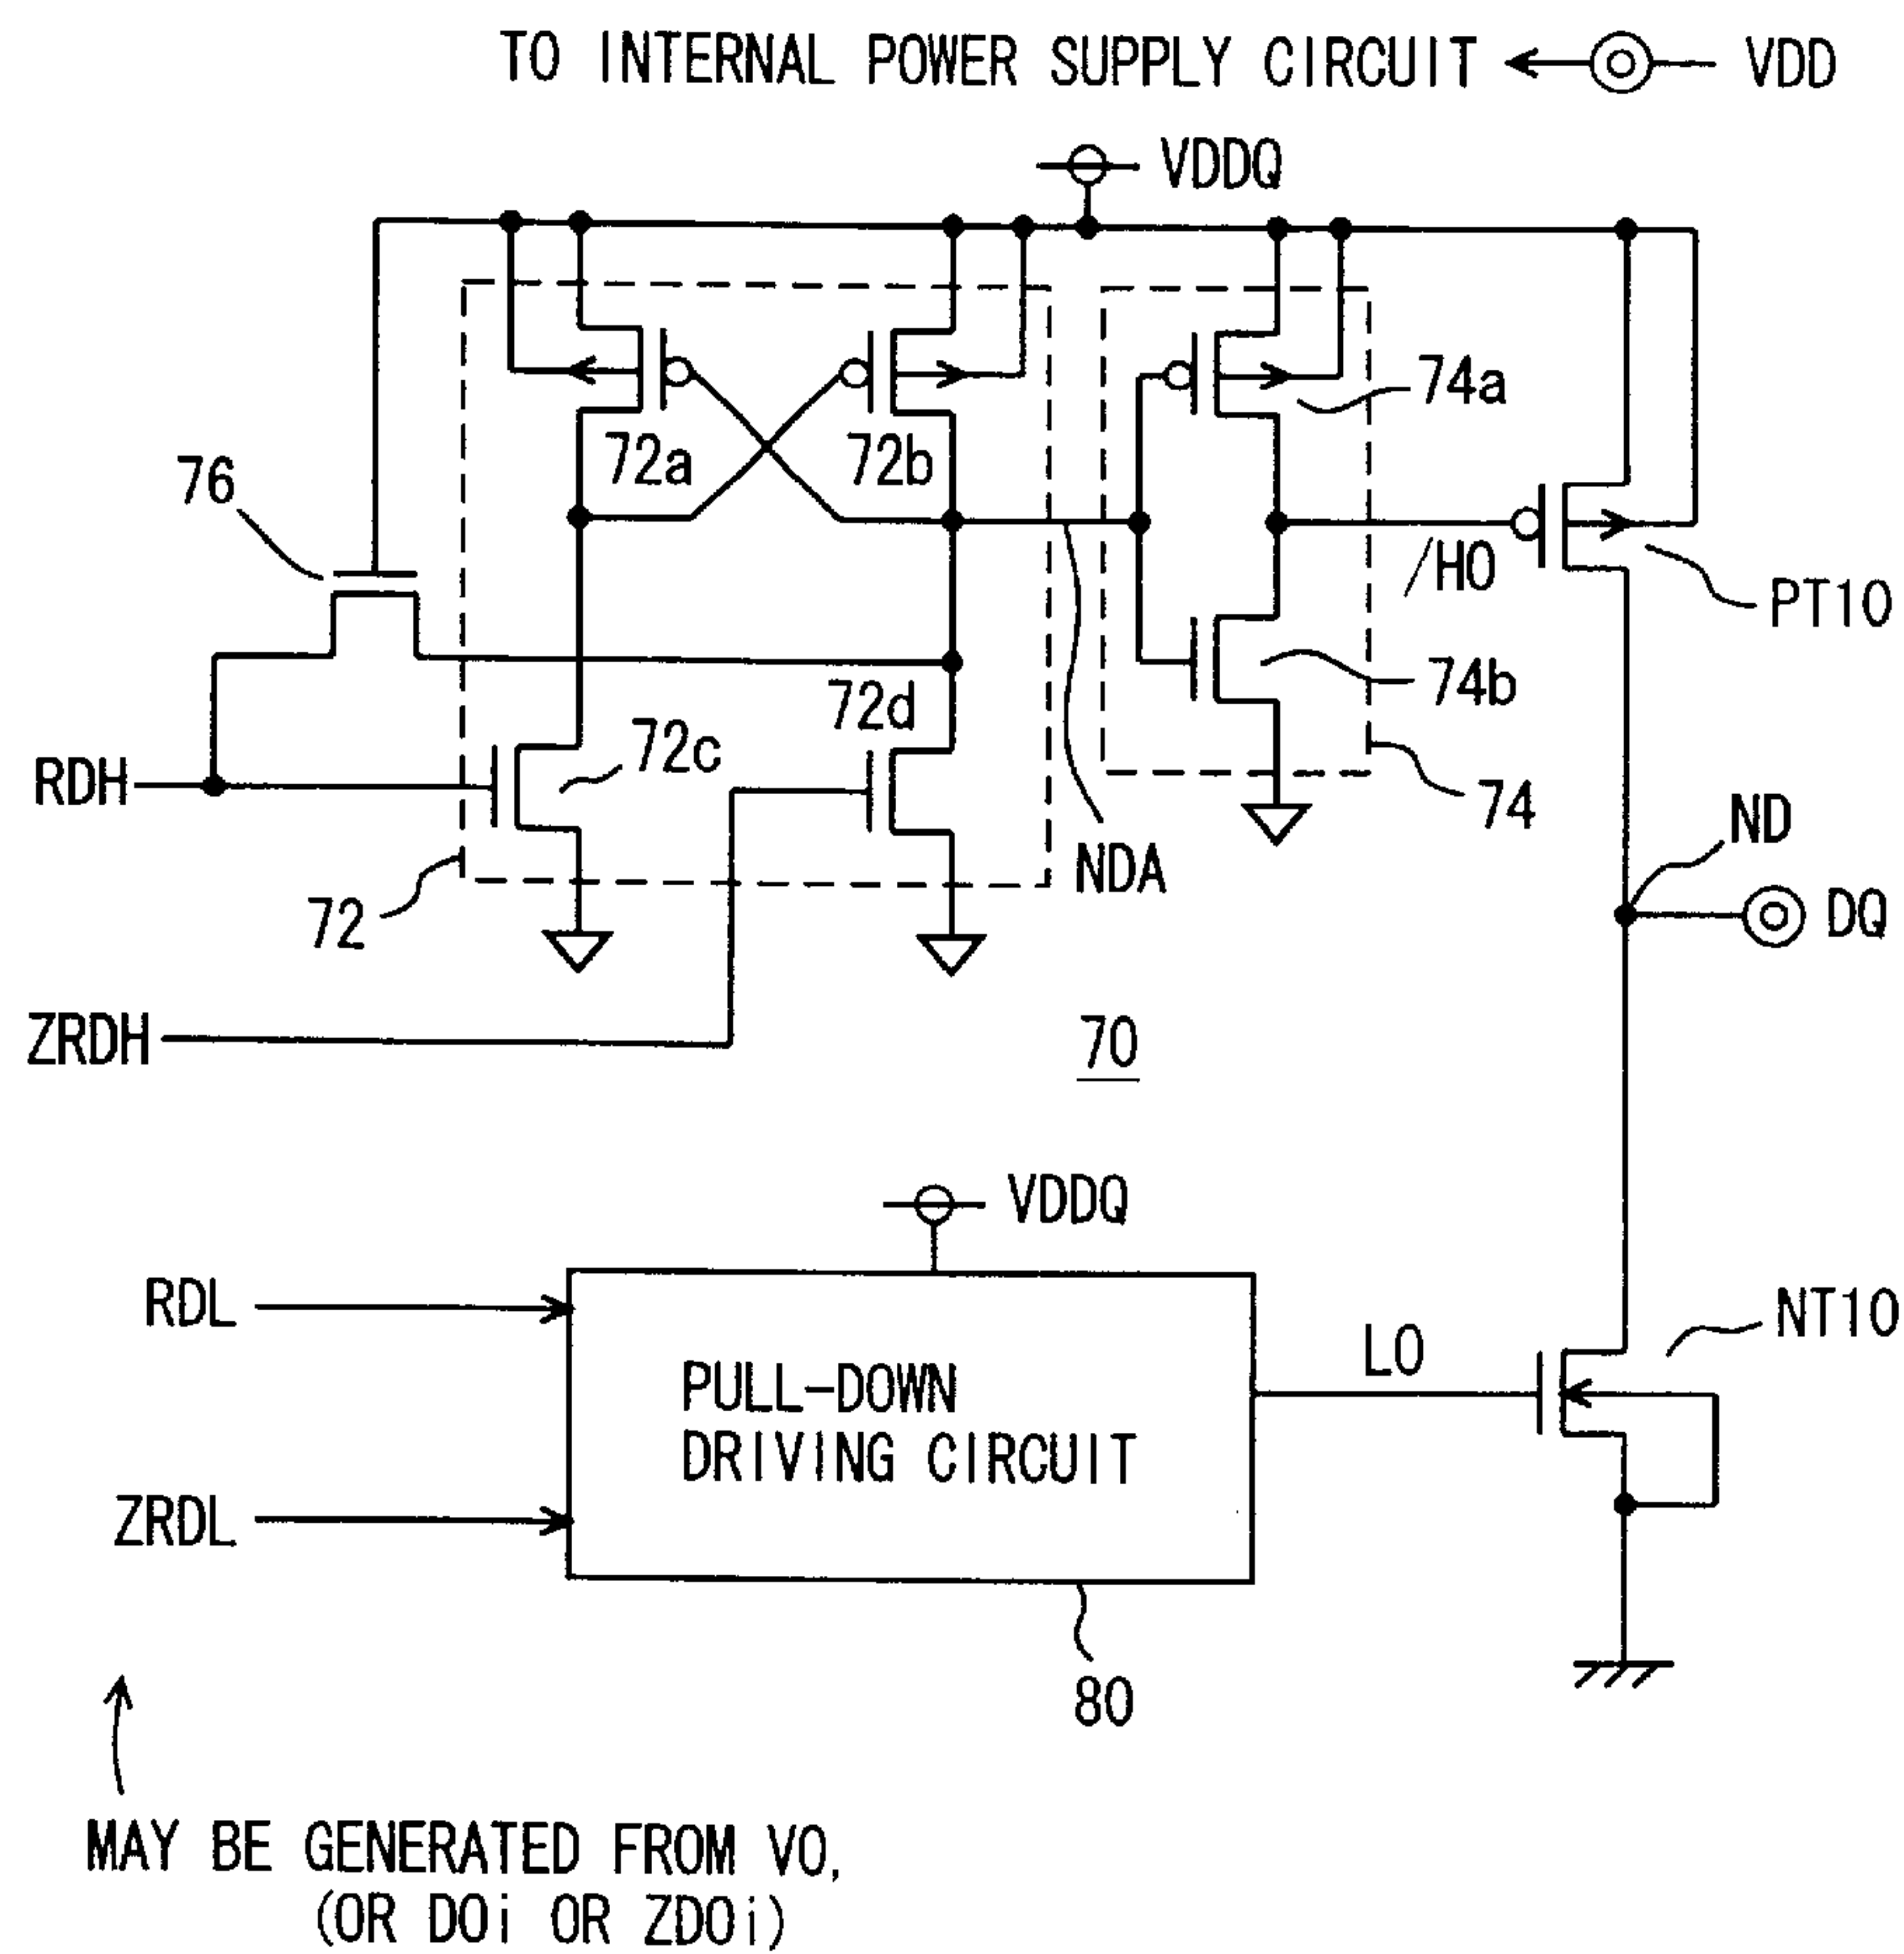 TO INTERNAL POWER SUPPLY CIRCUIT VDD
VDDQ
74a
72a
72b
76
/HO
PT10
74b
72d
72c
RDH
74
ND
NDA
72
DQ
ZRDH
70
VDDQ
RDL
NT10
LO
PULL-DOWN
DRIVING CIRCUIT
ZRDL
80
MAY BE GENERATED FROM VO,
(OR DOi OR ZDOi)